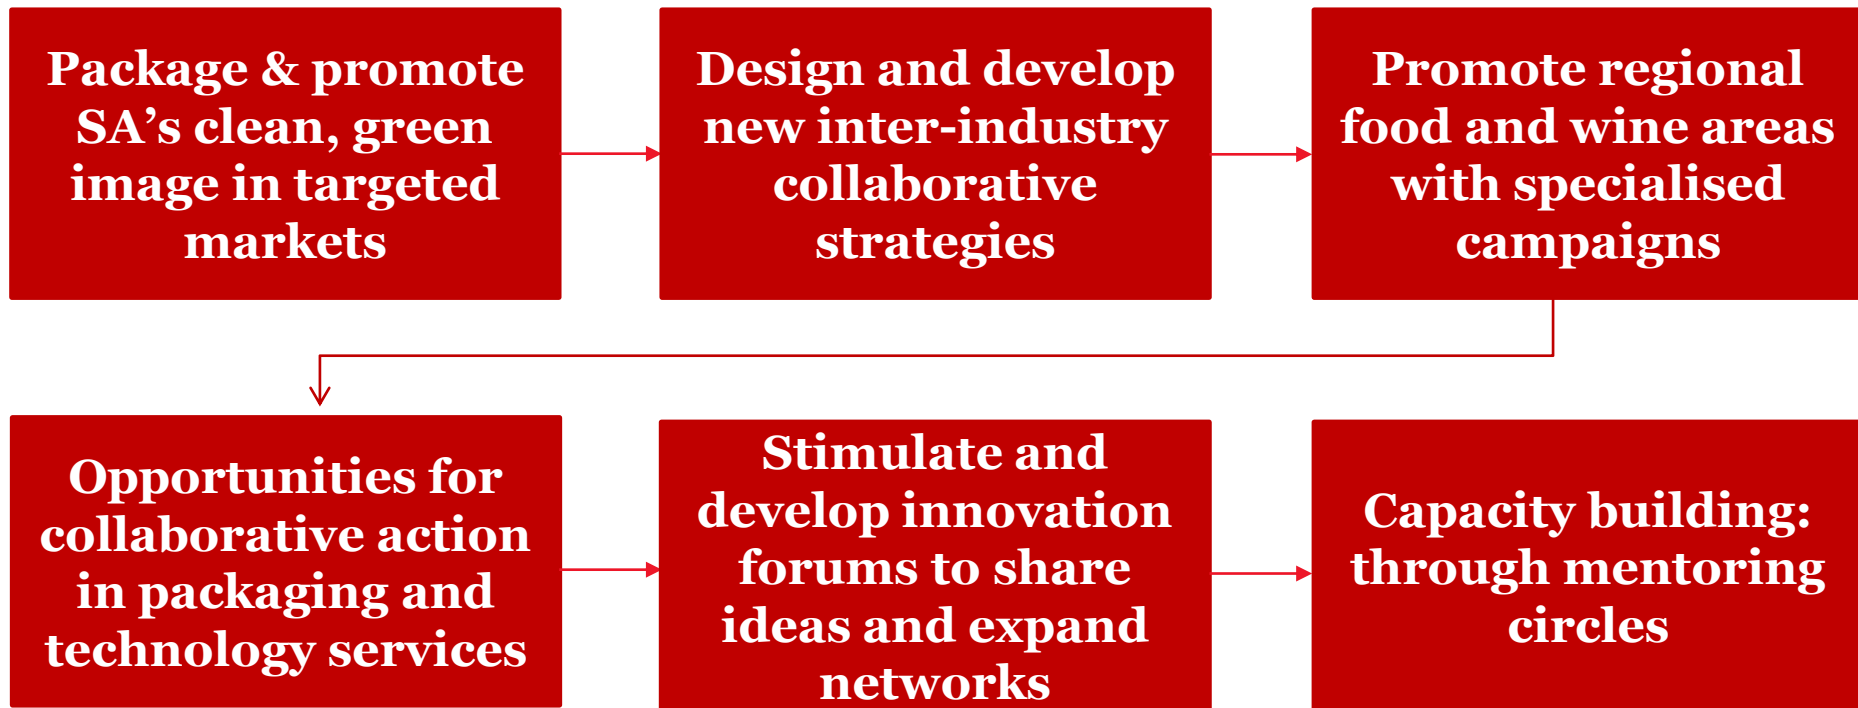 Package & promote
SA’s clean, green
image in targeted
markets
Design and develop
new inter-industry
collaborative
strategies
Promote regional
food and wine areas
with specialised
campaigns
Opportunities for
collaborative action
in packaging and
technology services
Stimulate and
develop innovation
forums to share
ideas and expand
networks
Capacity building:
through mentoring
circles